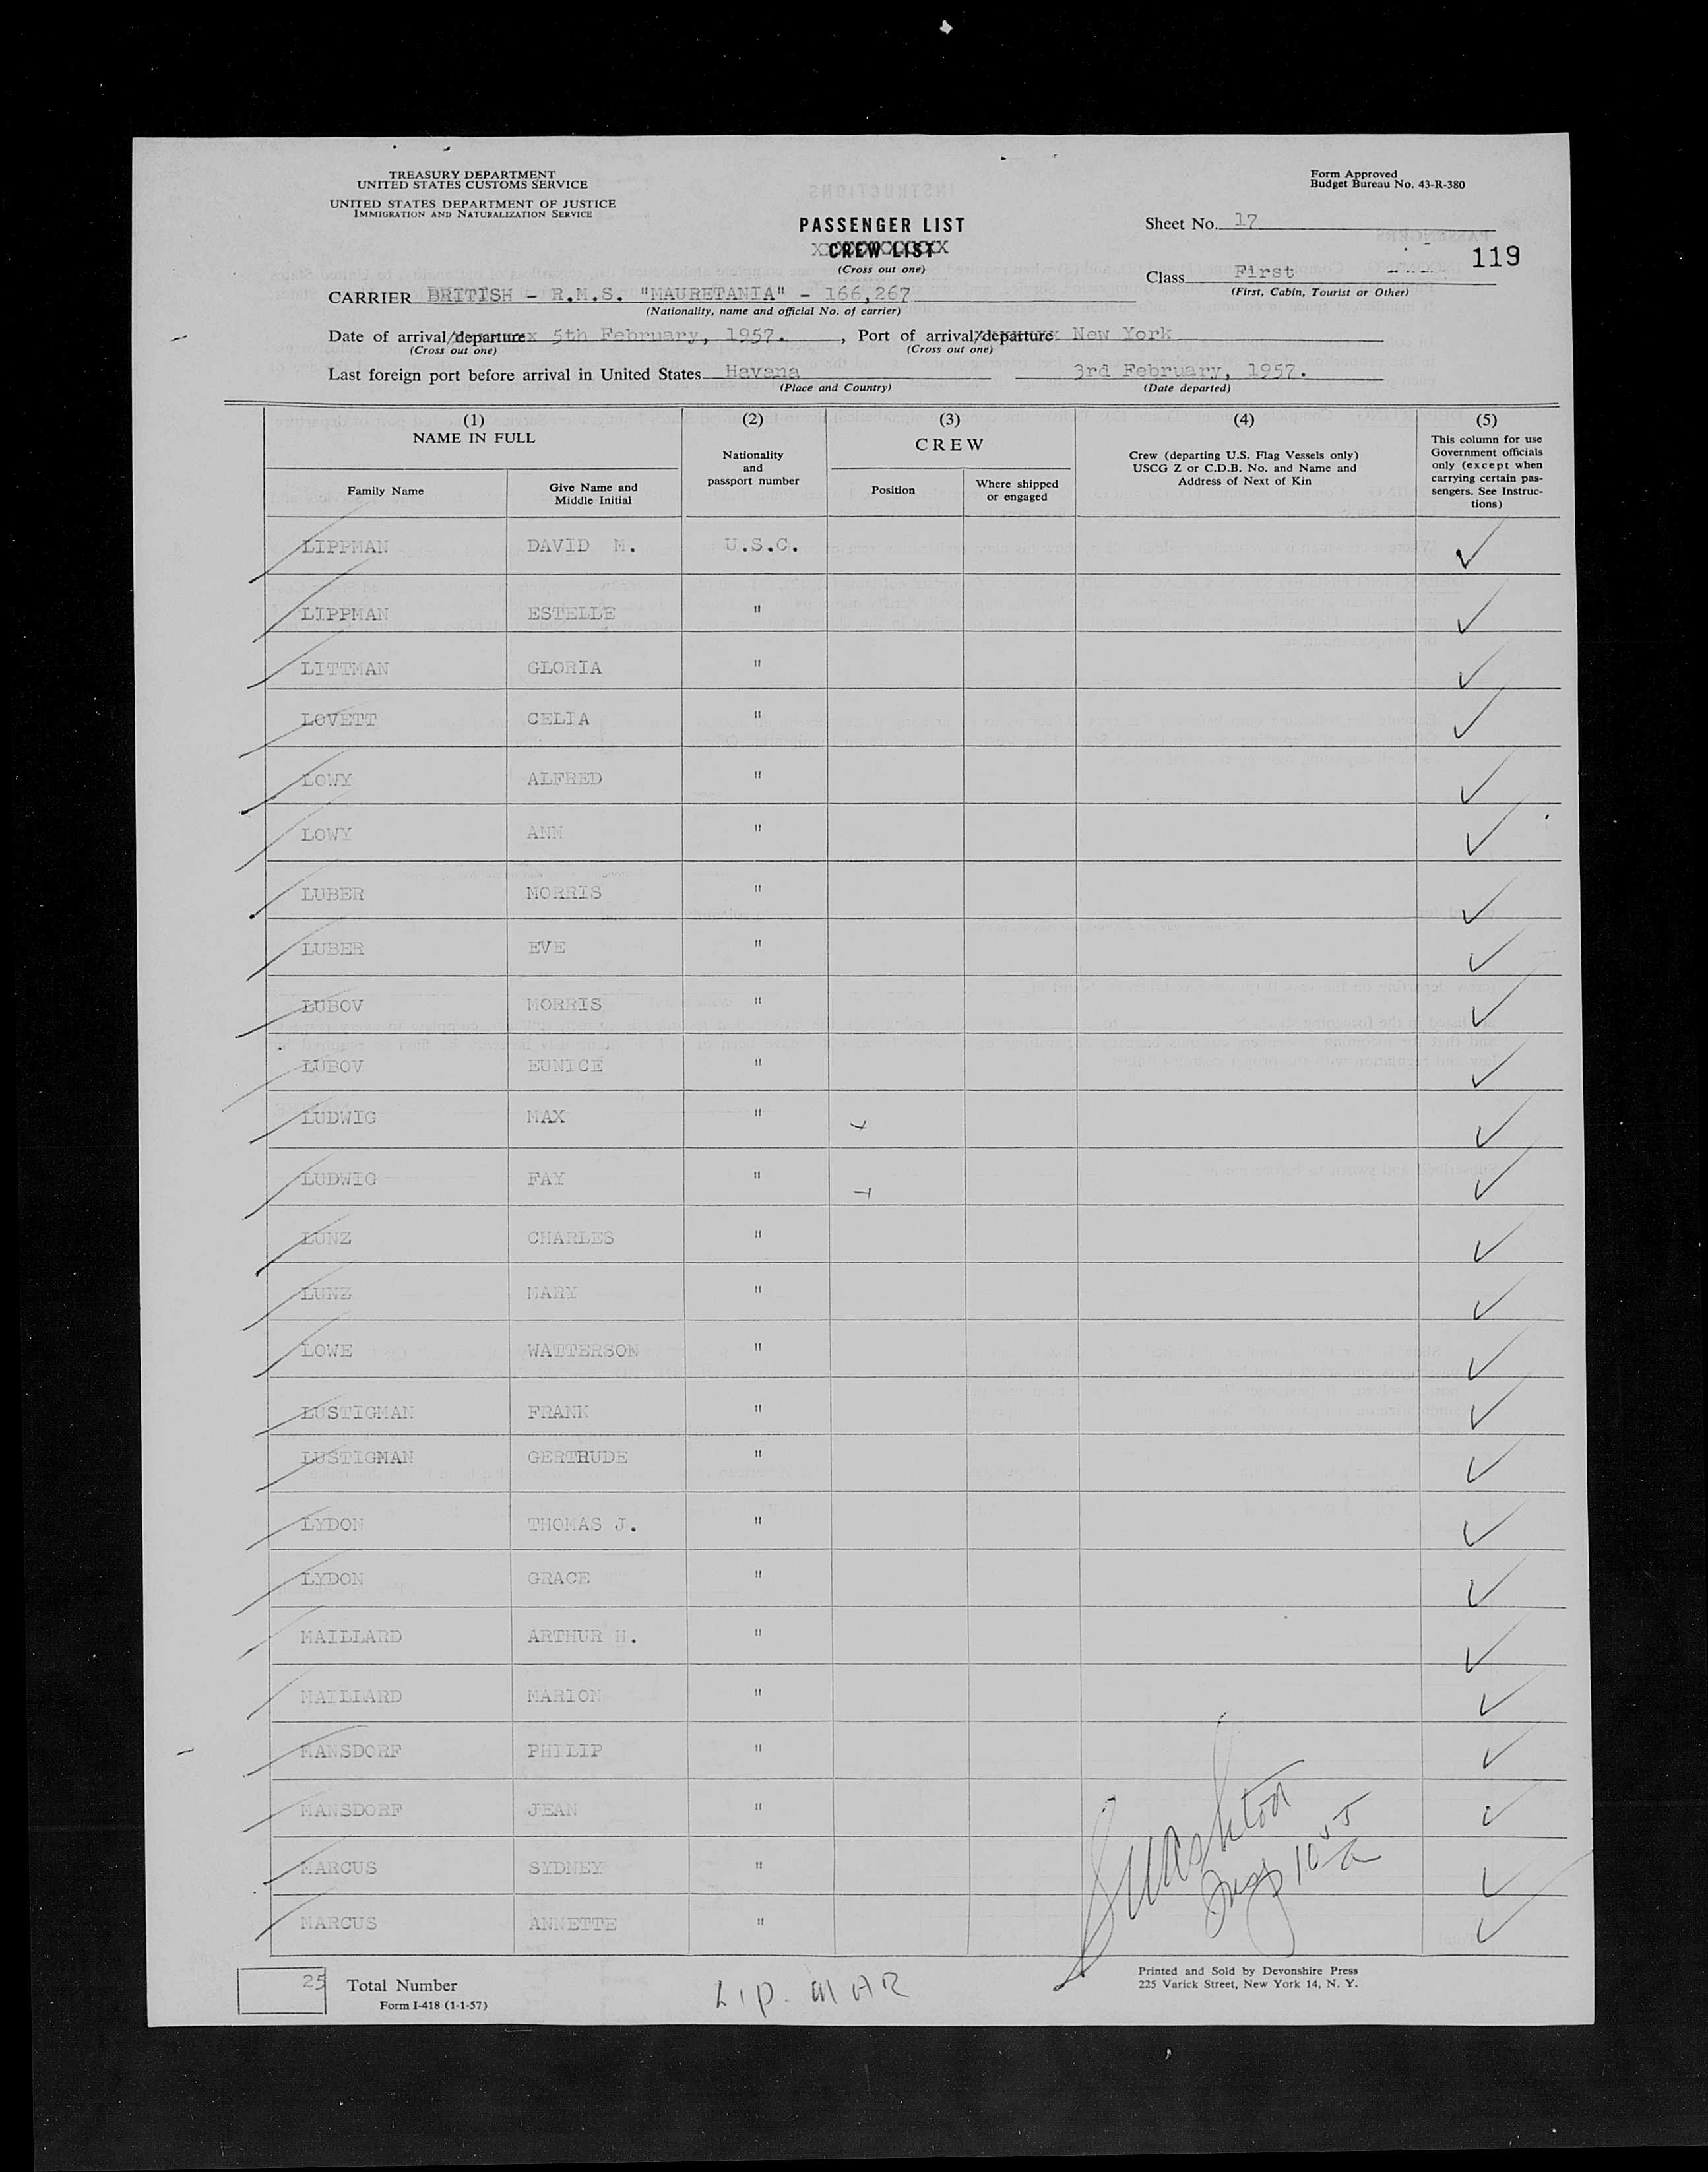 TREASURY DEPARTMENT
UNITED STATES CUSTOMS SERVICE
UNITED STATES DEPARTMENT OF JUSTICE
IMMIGRATION AND NATURALIZATION SERVICE
Form Approved
Budget Bureau No. 43-R-380
PASSENGER LIST
CREW LIST
(Cross out one)
Sheet No. 17
119
Class First
(First, Cabin, Tourist or Other)
CARRIER BRITISH - R.M.S. "MAURETANIA" - 166,267
(Nationality, name and official No. of carrier)
Date of arrival/departure 5th February, 1957. , Port of arrival/departure New York
(Cross out one) (Cross out one)
Last foreign port before arrival in United States Havana 3rd February, 1957.
(Place and Country) (Date departed)
(1) (2) (3) (4) (5)
NAME IN FULL
Family Name
Give Name and
Middle Initial
Nationality
and
passport number
CREW
Position
Where shipped
or engaged
Crew (departing U.S. Flag Vessels only)
USCG Z or C.D.B. No. and Name and
Address of Next of Kin
This column for use
Government officials
only (except when
carrying certain pas-
sengers. See Instruc-
tions)
LIPPMAN DAVID M. U.S.C.
LIPPMAN ESTELLE "
LITTMAN GLORIA "
LOVETT CELIA "
LOWY ALFRED "
LOWY ANN "
LUBER MORRIS "
LUBER EVE "
LUBOV MORRIS "
LUBOV EUNICE "
LUDWIG MAX "
LUDWIG FAY "
LUNZ CHARLES "
LUNZ MARY "
LOWE WATTERSON "
LUSTIGMAN FRANK "
LUSTIGMAN GERTRUDE "
LYDON THOMAS J. "
LYDON GRACE "
MAILLARD ARTHUR H. "
MAILLARD MARION "
MANSDORF PHILIP "
MANSDORF JEAN "
MARCUS SYDNEY "
MARCUS ANNETTE "
25 Total Number
Form I-418 (1-1-57)
LIP. MAR
Printed and Sold by Devonshire Press
225 Varick Street, New York 14, N. Y.